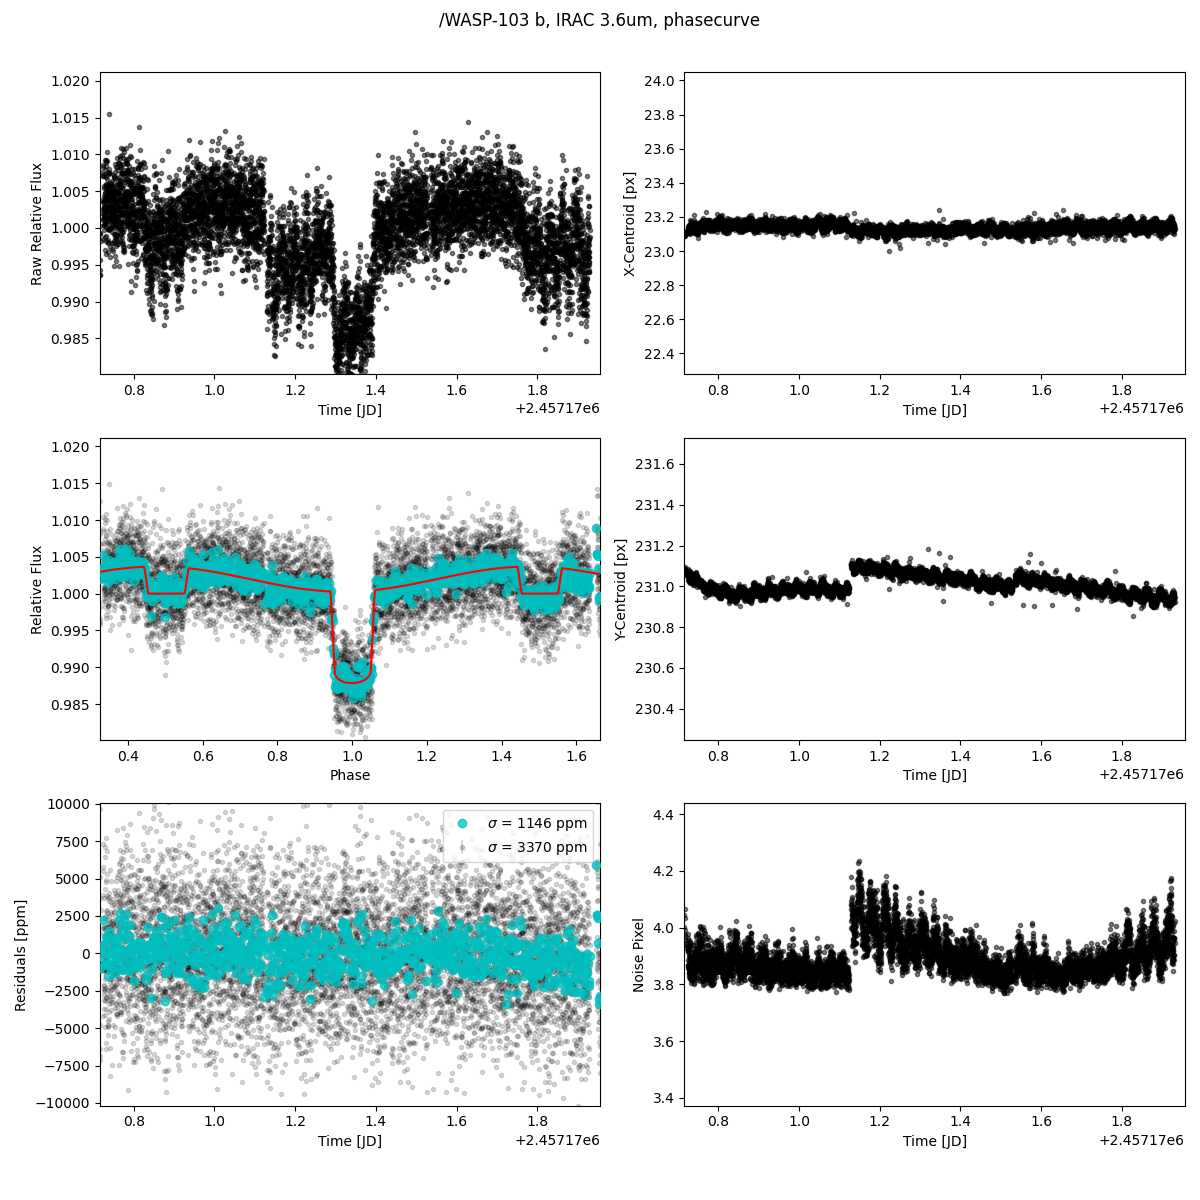 /WASP-103 b, IRAC 3.6um, phasecurve
1.020
1.015
1.010
1.005
1.000
0.995
0.990
0.985
Raw Relative Flux
0.8 1.0 1.2 1.4 1.6 1.8
Time [JD]
+2.45717e6
24.0
23.8
23.6
23.4
23.2
23.0
22.8
22.6
22.4
X-Centroid [px]
0.8 1.0 1.2 1.4 1.6 1.8
Time [JD]
+2.45717e6
1.020
1.015
1.010
1.005
1.000
0.995
0.990
0.985
Relative Flux
0.4 0.6 0.8 1.0 1.2 1.4 1.6
Phase
231.6
231.4
231.2
231.0
230.8
230.6
230.4
Y-Centroid [px]
0.8 1.0 1.2 1.4 1.6 1.8
Time [JD]
+2.45717e6
10000
7500
5000
2500
0
−2500
−5000
−7500
−10000
Residuals [ppm]
σ = 1146 ppm
σ = 3370 ppm
0.8 1.0 1.2 1.4 1.6 1.8
Time [JD]
+2.45717e6
4.4
4.2
4.0
3.8
3.6
3.4
Noise Pixel
0.8 1.0 1.2 1.4 1.6 1.8
Time [JD]
+2.45717e6